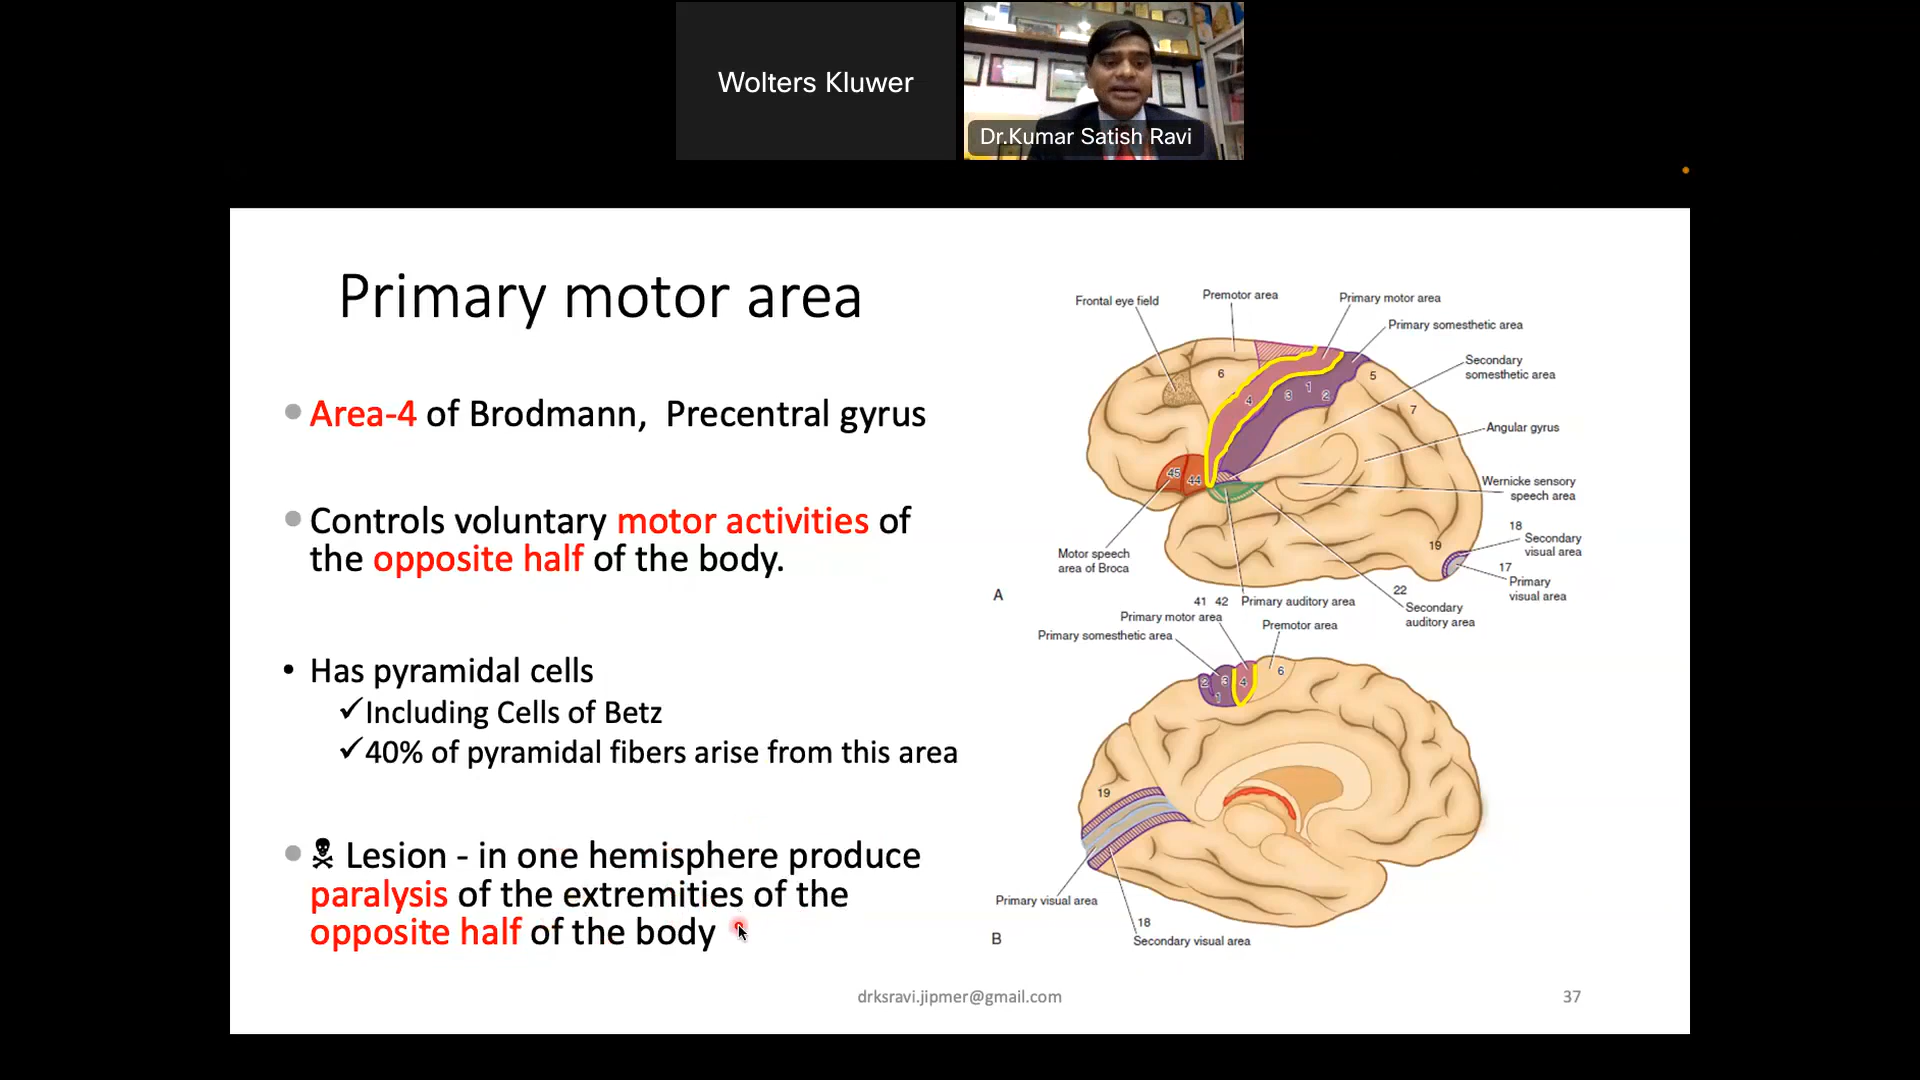 Wolters Kluwer
Dr.Kumar Satish Ravi
Primary motor area
Area-4 of Brodmann, Precentral gyrus
Controls voluntary motor activities of
the opposite half of the body.
• Has pyramidal cells
✓Including Cells of Betz
✓40% of pyramidal fibers arise from this area
☠ Lesion - in one hemisphere produce
paralysis of the extremities of the
opposite half of the body
Frontal eye field
Premotor area
Primary motor area
Primary somesthetic area
Secondary
somesthetic area
Angular gyrus
Wernicke sensory
speech area
18
Secondary
visual area
17
Primary
visual area
22
Secondary
auditory area
41 42 Primary auditory area
Motor speech
area of Broca
6
4
3
1
2
5
7
45
44
19
A
Primary motor area
Primary somesthetic area
Premotor area
2
3
1
4
6
19
Primary visual area
18
Secondary visual area
B
drksravi.jipmer@gmail.com
37